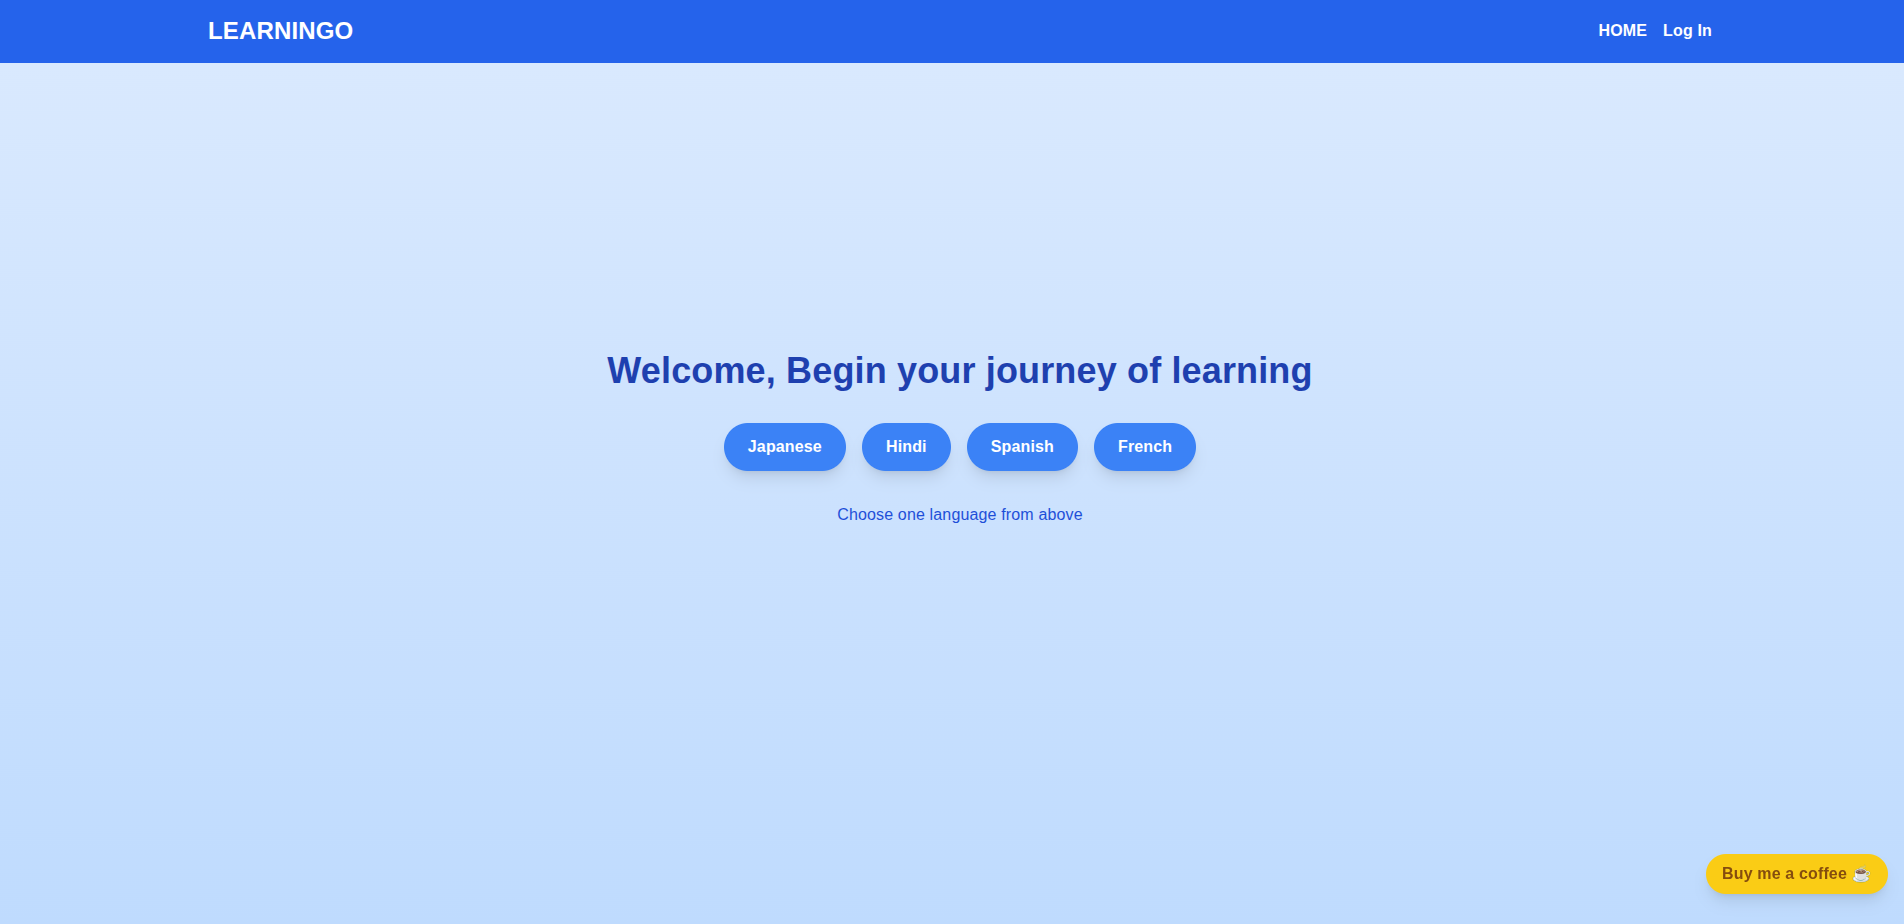 LEARNINGO
HOME Log In
Welcome, Begin your journey of learning
Japanese Hindi Spanish French
Choose one language from above
Buy me a coffee ☕